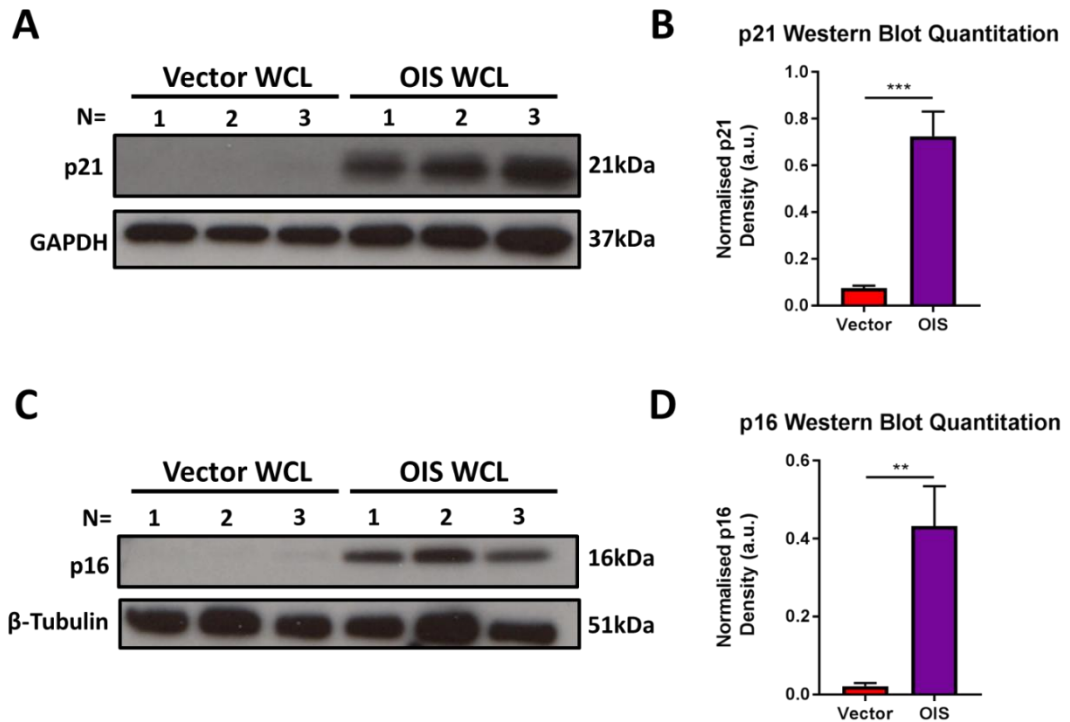 A
Vector WCL OIS WCL
N= 1 2 3 1 2 3
p21 21kDa
GAPDH 37kDa
B
p21 Western Blot Quantitation
***
Normalised p21
Density (a.u.)
1.0
0.8
0.6
0.4
0.2
0.0
Vector OIS
C
Vector WCL OIS WCL
N= 1 2 3 1 2 3
p16 16kDa
β-Tubulin 51kDa
D
p16 Western Blot Quantitation
**
Normalised p16
Density (a.u.)
0.6
0.4
0.2
0.0
Vector OIS